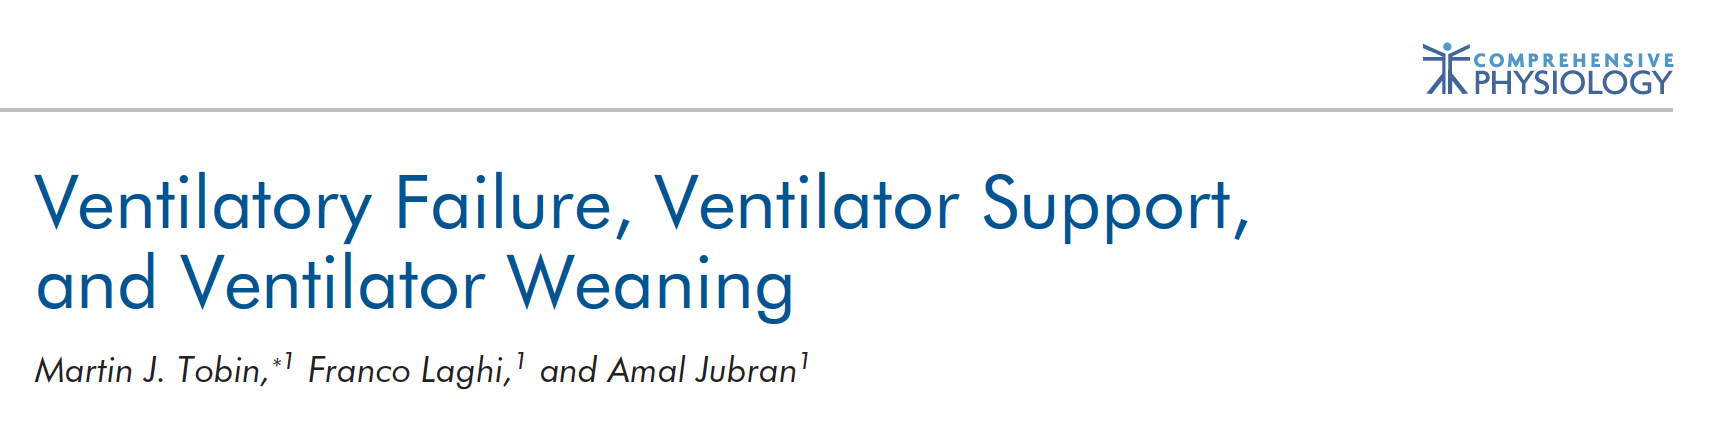 COMPREHENSIVE
PHYSIOLOGY
Ventilatory Failure, Ventilator Support,
and Ventilator Weaning
Martin J. Tobin,*1 Franco Laghi,1 and Amal Jubran1